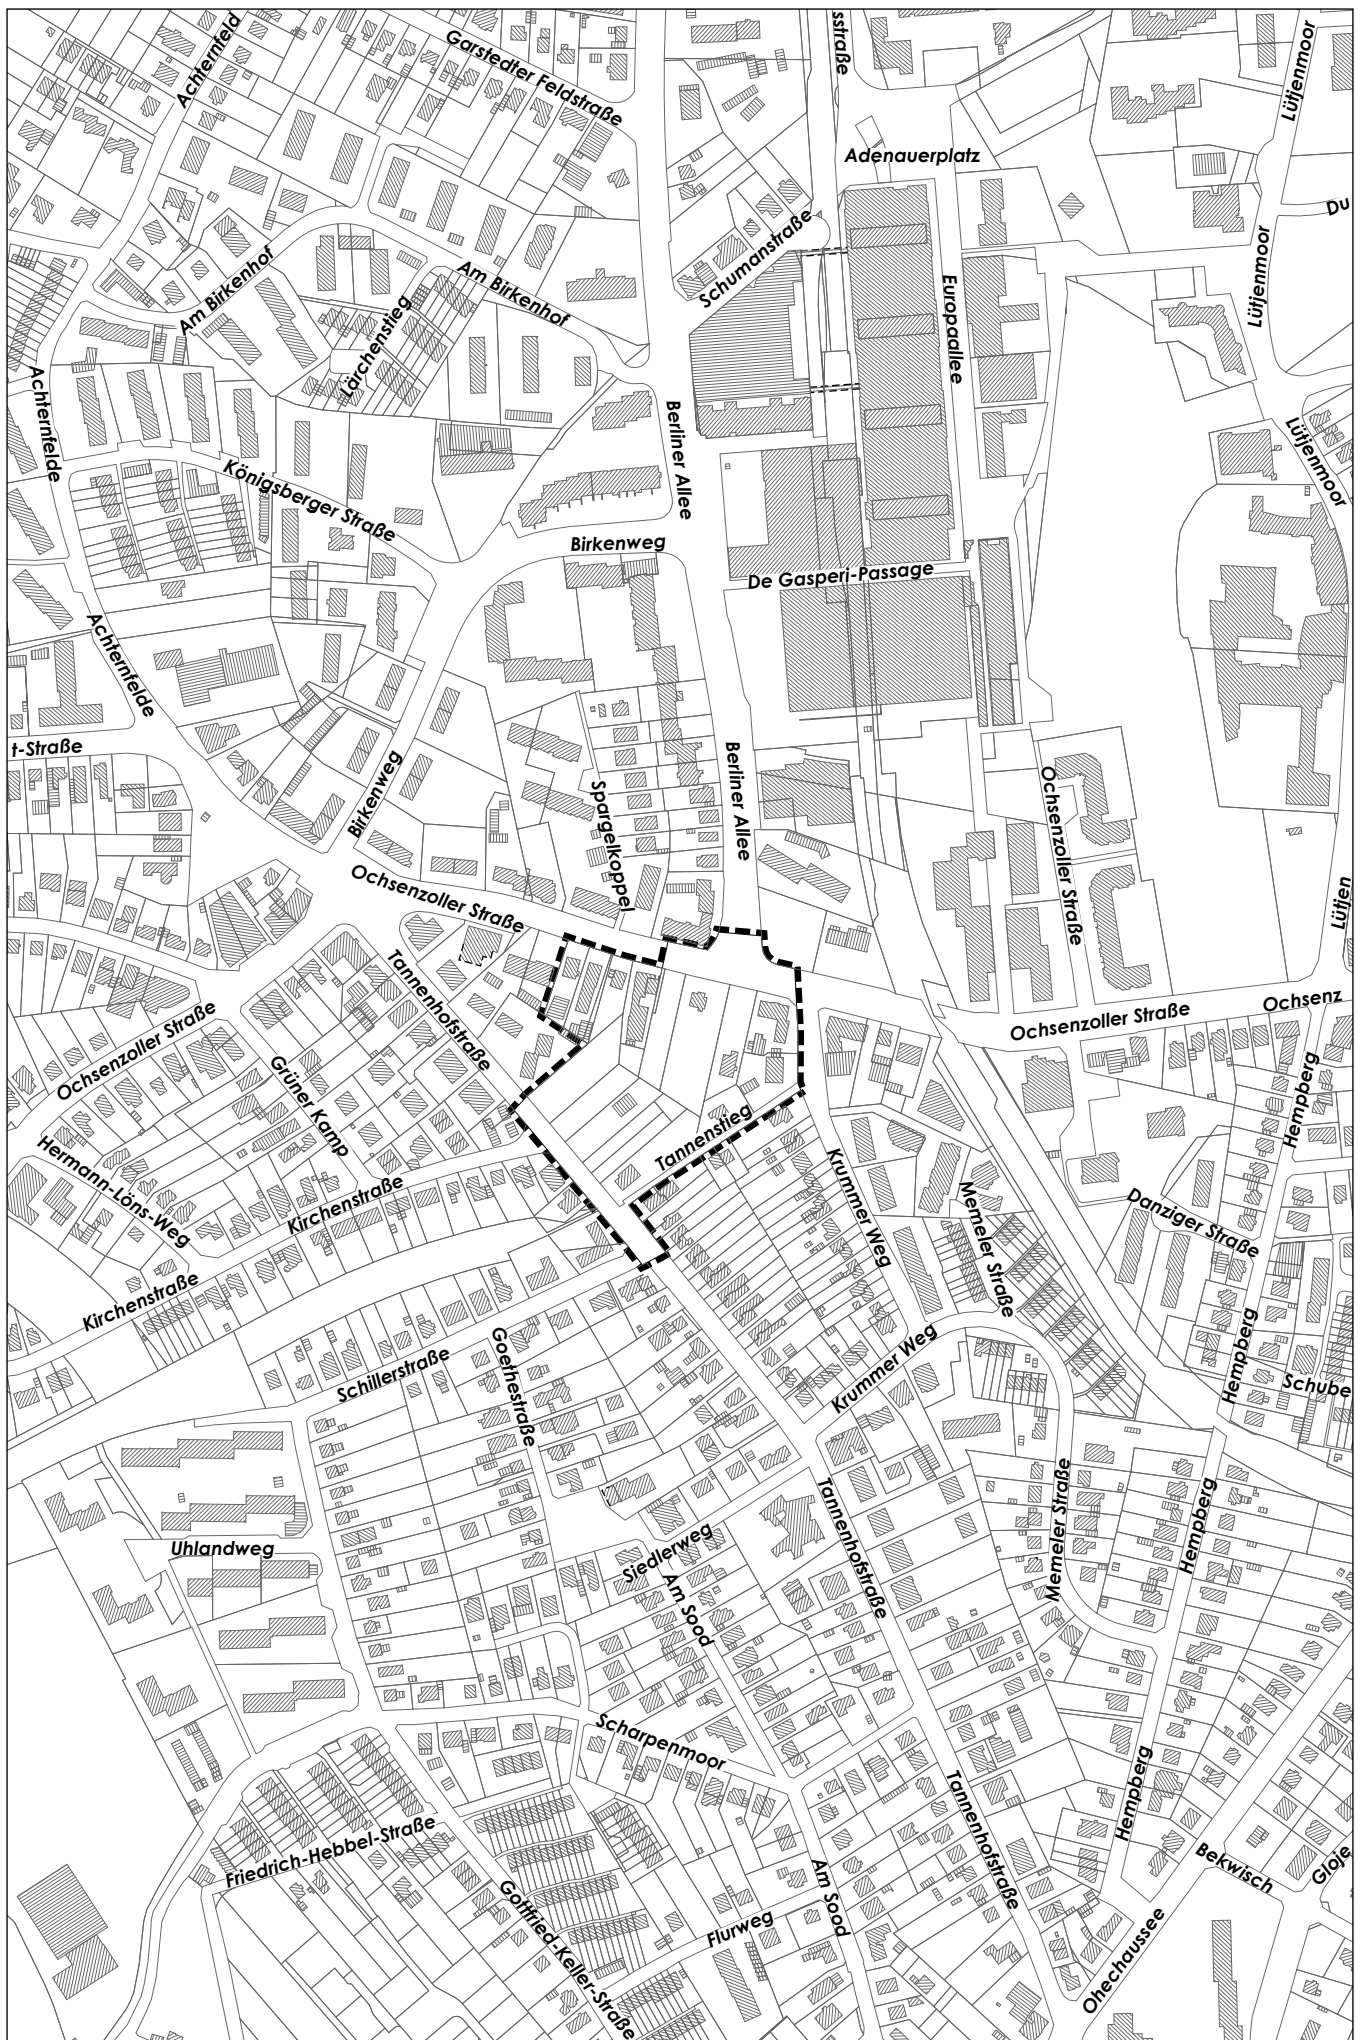 Achternfeld
Garstedter Feldstraße
sstraße
Lütjenmoor
Adenauerplatz
Du
Schumanstraße
Lütjenmoor
Am Birkenhof
Am Birkenhof
Europaallee
Lärchenstieg
Achternfelde
Berliner Allee
Lütjenmoor
Königsberger Straße
Birkenweg
De Gasperi-Passage
Achternfelde
t-Straße
Berliner Allee
Birkenweg
Spargelkoppel
Ochsenzoller Straße
Ochsenzoller Straße
Lütjen
Tannenhofstraße
Ochsenzoller Straße
Ochsenz
Ochsenzoller Straße
Grüner Kamp
Hempberg
Tannenstieg
Hermann-Löns-Weg
Kirchenstraße
Krummer Weg
Memeler Straße
Danziger Straße
Kirchenstraße
Hempberg
Schillerstraße
Goethestraße
Krummer Weg
Schube
Memeler Straße
Hempberg
Uhlandweg
Siedlerweg
Tannenhofstraße
Am Sood
Scharpenmoor
Hempberg
Tannenhofstraße
Friedrich-Hebbel-Straße
Bekwisch
Gloje
Gottfried-Keller-Straße
Am Sood
Flurweg
Ohechaussee